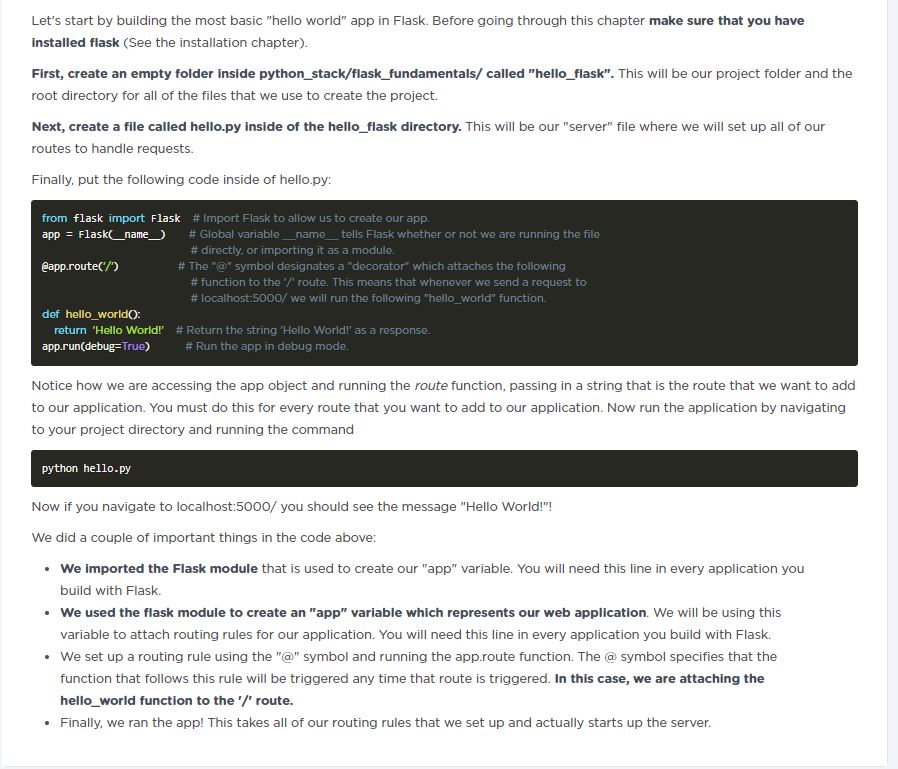 Let's start by building the most basic "hello world" app in Flask. Before going through this chapter make sure that you have
installed flask (See the installation chapter).
First, create an empty folder inside python_stack/flask_fundamentals/ called "hello_flask". This will be our project folder and the
root directory for all of the files that we use to create the project.
Next, create a file called hello.py inside of the hello_flask directory. This will be our "server" file where we will set up all of our
routes to handle requests.
Finally, put the following code inside of hello.py:
from flask import Flask  # Import Flask to allow us to create our app.
app = Flask(__name__)    # Global variable __name__ tells Flask whether or not we are running the file
# directly, or importing it as a module.
@app.route('/')          # The "@" symbol designates a "decorator" which attaches the following
# function to the '/' route. This means that whenever we send a request to
# localhost:5000/ we will run the following "hello_world" function.
def hello_world():
  return 'Hello World!'  # Return the string 'Hello World!' as a response.
app.run(debug=True)      # Run the app in debug mode.
Notice how we are accessing the app object and running the route function, passing in a string that is the route that we want to add
to our application. You must do this for every route that you want to add to our application. Now run the application by navigating
to your project directory and running the command
python hello.py
Now if you navigate to localhost:5000/ you should see the message "Hello World!"!
We did a couple of important things in the code above:
• We imported the Flask module that is used to create our "app" variable. You will need this line in every application you
build with Flask.
• We used the flask module to create an "app" variable which represents our web application. We will be using this
variable to attach routing rules for our application. You will need this line in every application you build with Flask.
• We set up a routing rule using the "@" symbol and running the app.route function. The @ symbol specifies that the
function that follows this rule will be triggered any time that route is triggered. In this case, we are attaching the
hello_world function to the '/' route.
• Finally, we ran the app! This takes all of our routing rules that we set up and actually starts up the server.